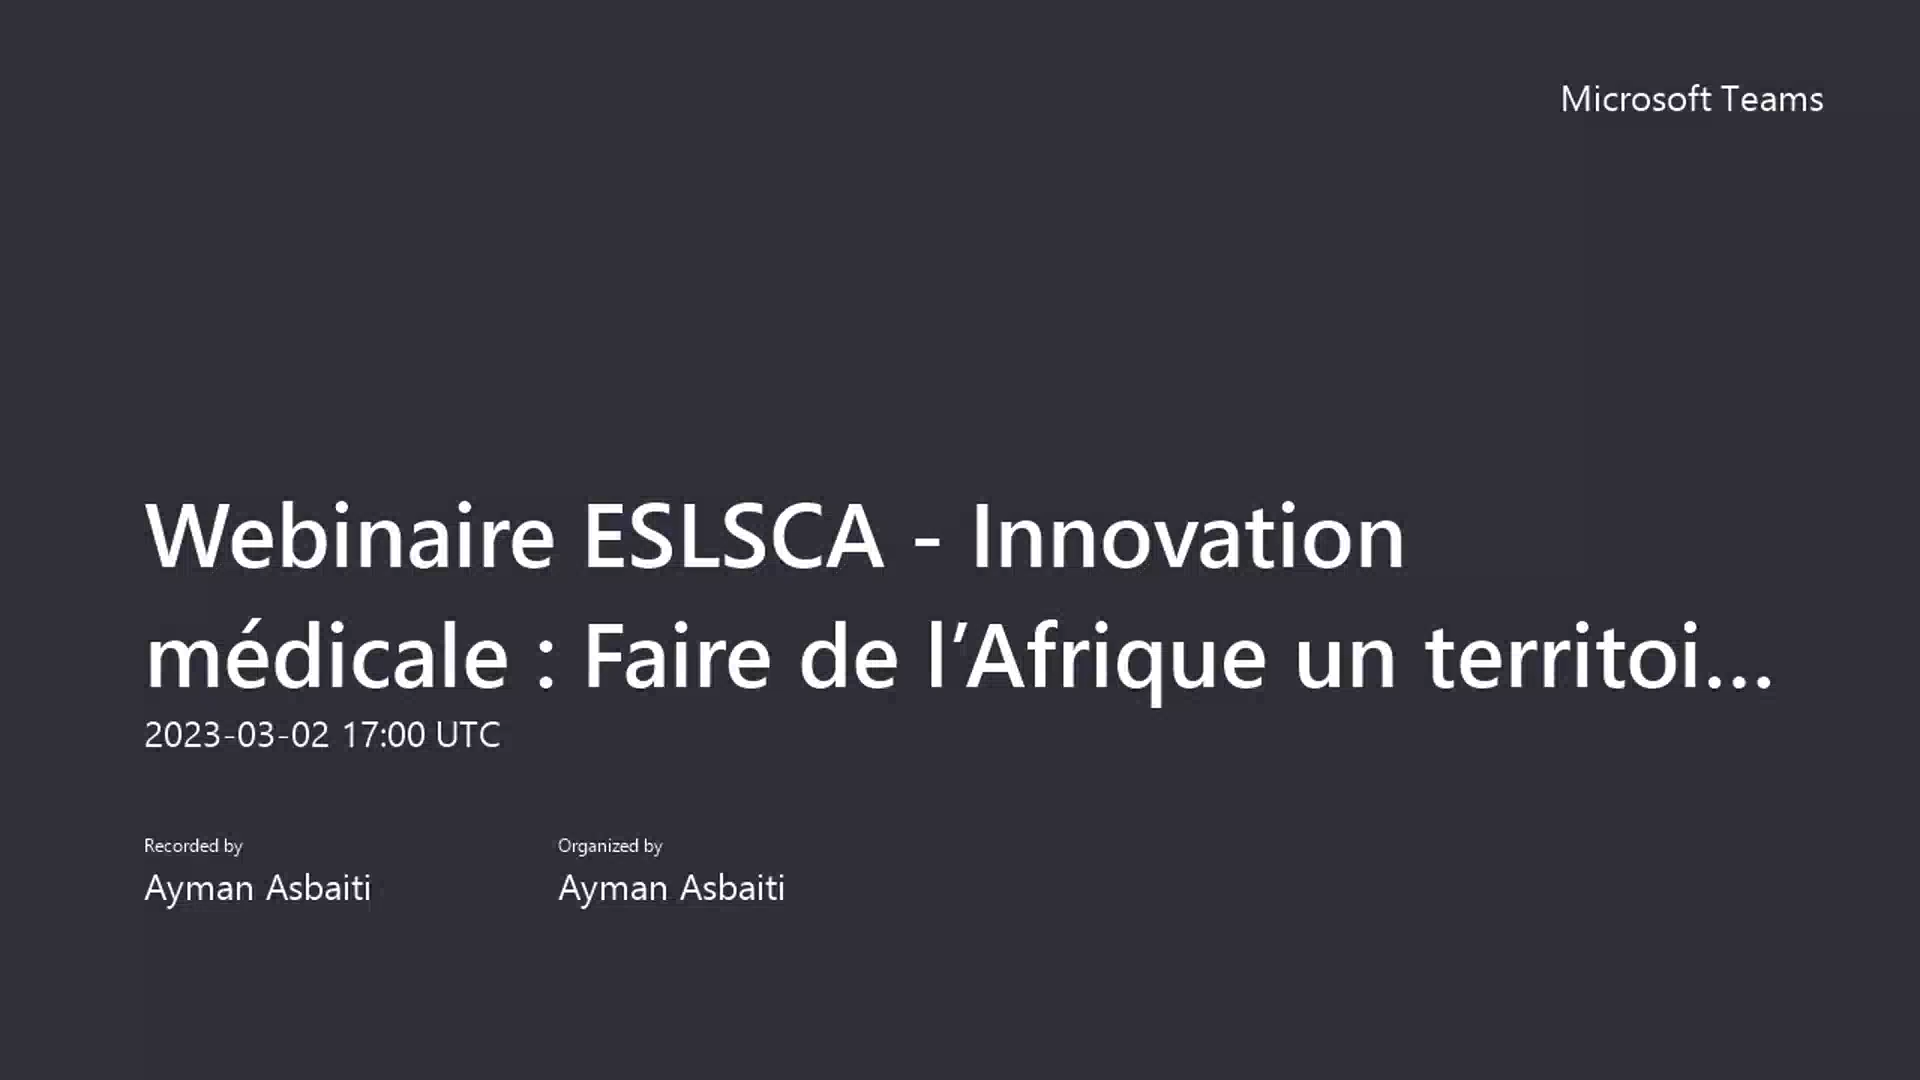 Microsoft Teams
Webinaire ESLSCA - Innovation
médicale : Faire de l’Afrique un territoi...
2023-03-02 17:00 UTC
Recorded by
Ayman Asbaiti
Organized by
Ayman Asbaiti